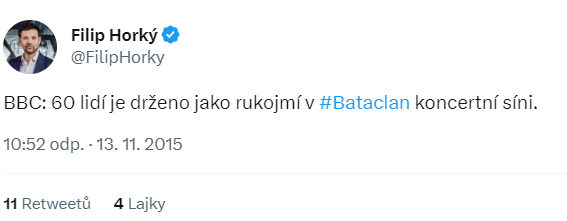 Filip Horký
@FilipHorky
BBC: 60 lidí je drženo jako rukojmí v #Bataclan koncertní síni.
10:52 odp. · 13. 11. 2015
11 Retweetů 4 Lajky